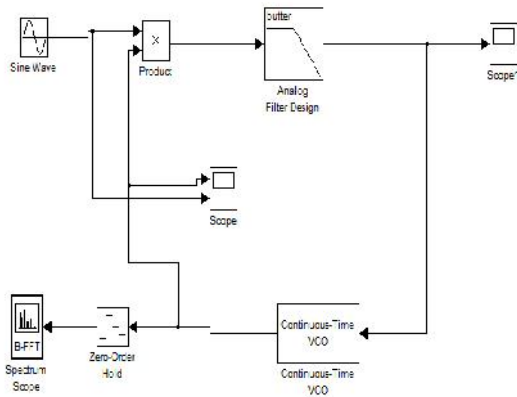 butter
Sine Wave
X
Product
Analog
Filter Design
Scope1
Scope
B-FFT
Spectrum
Scope
Zero-Order
Hold
Continuous-Time
VCO
Continuous-Time
VCO